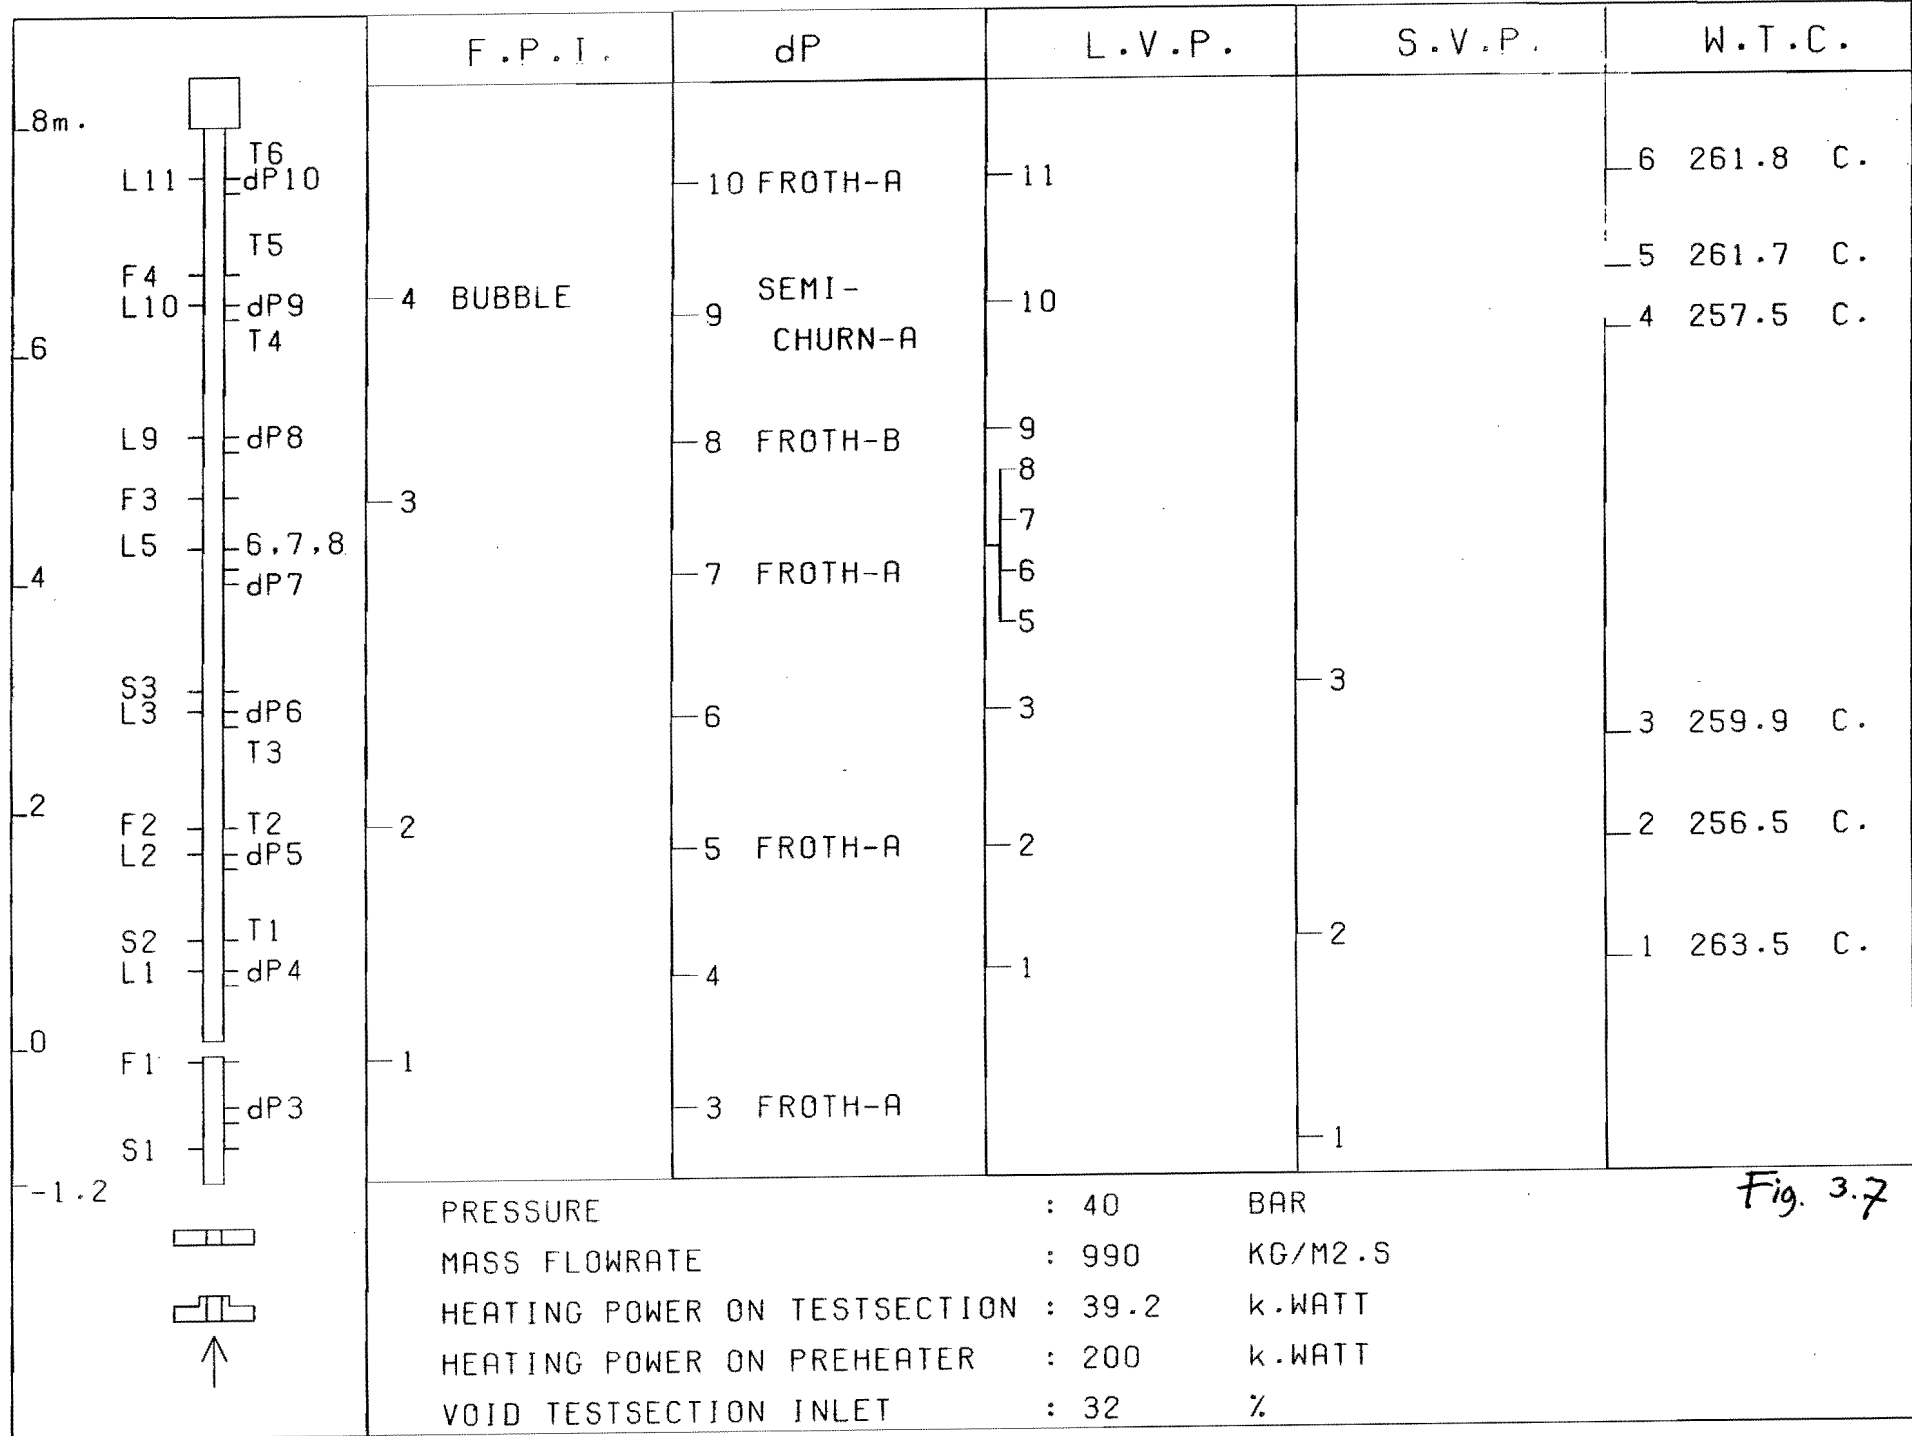 F.P.I. dP L.V.P. S.V.P. W.T.C.
8m.
T6
L11 dP10
T5
F4
L10 dP9
T4
6
L9 dP8
F3
L5 6,7,8
dP7
4
S3
L3 dP6
T3
2
F2 T2
L2 dP5
T1
S2
L1 dP4
0
F1
dP3
S1
-1.2
4 BUBBLE
3
2
1
10 FROTH-A
9 SEMI-
CHURN-A
8 FROTH-B
7 FROTH-A
6
5 FROTH-A
4
3 FROTH-A
11
10
9
8
7
6
5
3
2
1
3
2
1
6 261.8 C.
5 261.7 C.
4 257.5 C.
3 259.9 C.
2 256.5 C.
1 263.5 C.
Fig. 3.7
PRESSURE : 40 BAR
MASS FLOWRATE : 990 KG/M2.S
HEATING POWER ON TESTSECTION : 39.2 k.WATT
HEATING POWER ON PREHEATER : 200 k.WATT
VOID TESTSECTION INLET : 32 %